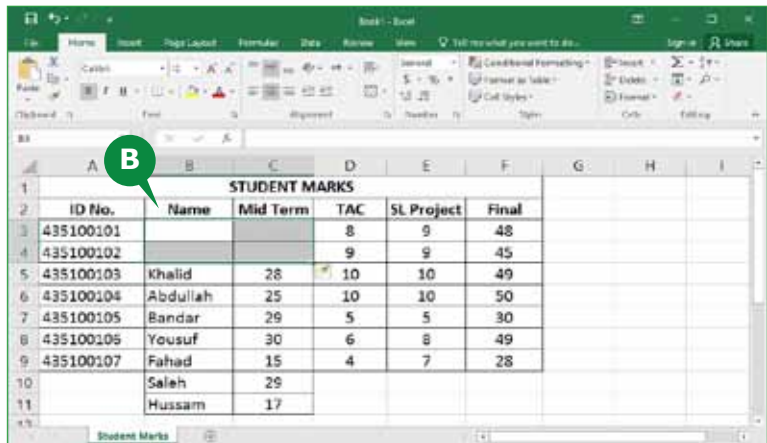 Book1 - Excel
File Home Insert Page Layout Formulas Data Review View Tell me what you want to do... Sign in Share
Paste Calibri General Conditional Formatting Insert
Format as Table Delete
Cell Styles Format
Clipboard Font Alignment Number Styles Cells Editing
B3
B
A B C D E F G H I
1 STUDENT MARKS
2 ID No. Name Mid Term TAC SL Project Final
3 435100101 8 9 48
4 435100102 9 9 45
5 435100103 Khalid 28 10 10 49
6 435100104 Abdullah 25 10 10 50
7 435100105 Bandar 29 5 5 30
8 435100106 Yousuf 30 6 8 49
9 435100107 Fahad 15 4 7 28
10 Saleh 29
11 Hussam 17
Student Marks